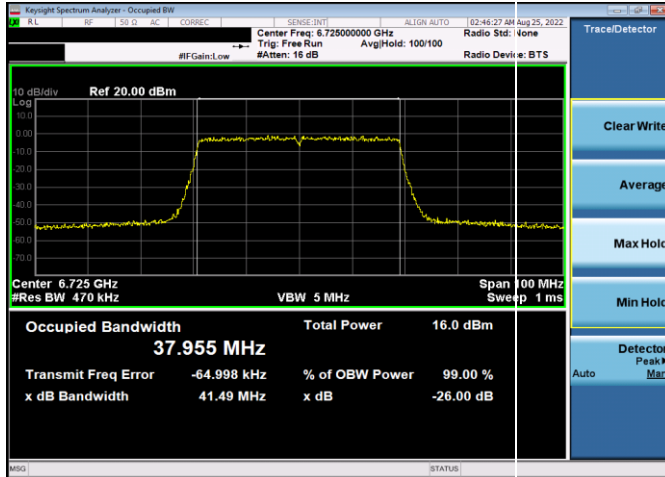 Keysight Spectrum Analyzer - Occupied BW
RL RF 50 Ω AC CORREC SENSE:INT ALIGN AUTO 02:46:27 AM Aug 25, 2022
Center Freq: 6.725000000 GHz Radio Std: None
Trig: Free Run Avg|Hold: 100/100
#IFGain:Low #Atten: 16 dB Radio Device: BTS
Trace/Detector
10 dB/div Ref 20.00 dBm
Log
10.0
0.00
-10.0
-20.0
-30.0
-40.0
-50.0
-60.0
-70.0
Center 6.725 GHz Span 100 MHz
#Res BW 470 kHz VBW 5 MHz Sweep 1 ms
Occupied Bandwidth Total Power 16.0 dBm
37.955 MHz
Transmit Freq Error -64.998 kHz % of OBW Power 99.00 %
x dB Bandwidth 41.49 MHz x dB -26.00 dB
Clear Write
Average
Max Hold
Min Hold
Detector
Peak
Auto Man
MSG STATUS